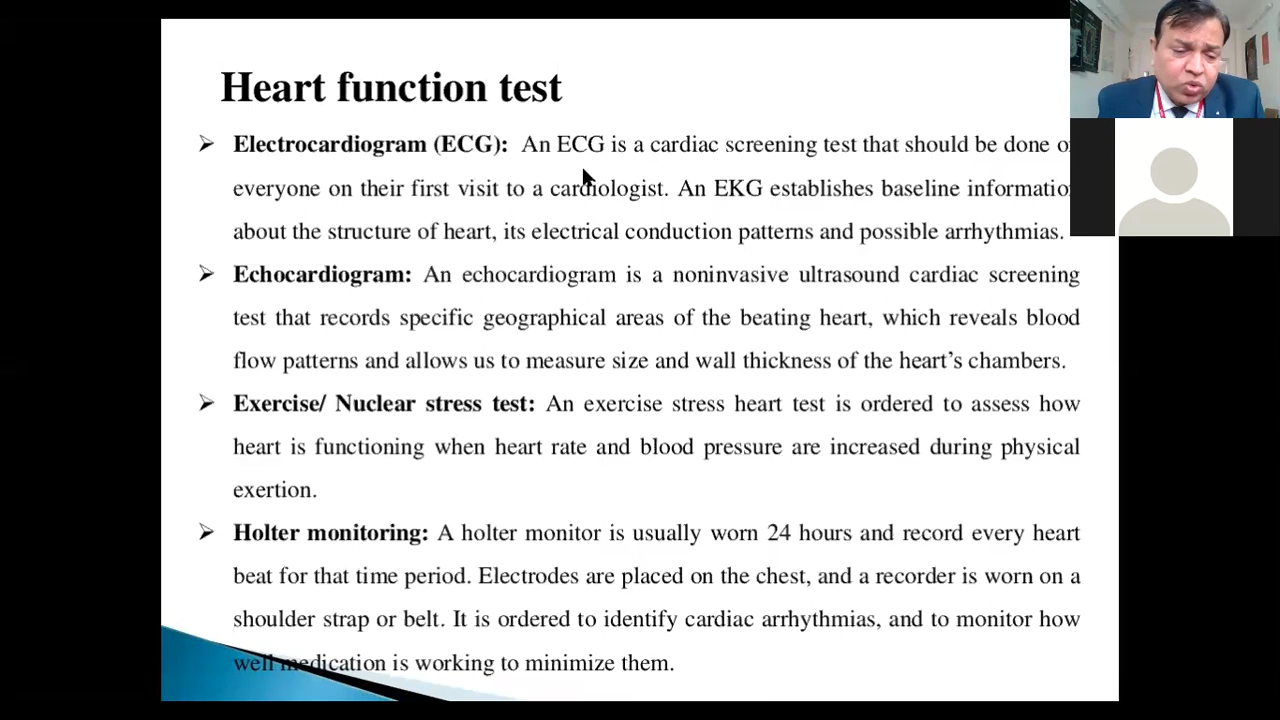 Heart function test
➢ Electrocardiogram (ECG): An ECG is a cardiac screening test that should be done o
everyone on their first visit to a cardiologist. An EKG establishes baseline informatio
about the structure of heart, its electrical conduction patterns and possible arrhythmias.
➢ Echocardiogram: An echocardiogram is a noninvasive ultrasound cardiac screening
test that records specific geographical areas of the beating heart, which reveals blood
flow patterns and allows us to measure size and wall thickness of the heart’s chambers.
➢ Exercise/ Nuclear stress test: An exercise stress heart test is ordered to assess how
heart is functioning when heart rate and blood pressure are increased during physical
exertion.
➢ Holter monitoring: A holter monitor is usually worn 24 hours and record every heart
beat for that time period. Electrodes are placed on the chest, and a recorder is worn on a
shoulder strap or belt. It is ordered to identify cardiac arrhythmias, and to monitor how
well medication is working to minimize them.